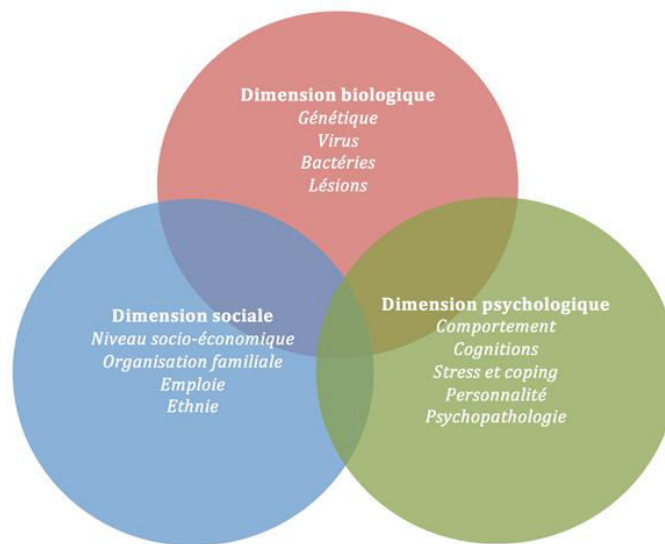 Dimension biologique
Génétique
Virus
Bactéries
Lésions
Dimension sociale
Niveau socio-économique
Organisation familiale
Emploie
Ethnie
Dimension psychologique
Comportement
Cognitions
Stress et coping
Personnalité
Psychopathologie